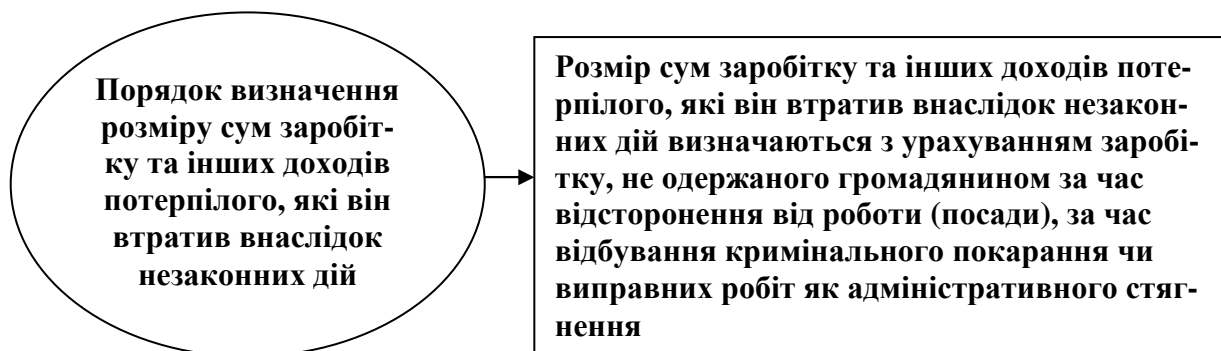 Порядок визначення
розміру сум заробіт-
ку та інших доходів
потерпілого, які він
втратив внаслідок
незаконних дій
Розмір сум заробітку та інших доходів поте-
рпілого, які він втратив внаслідок незакон-
них дій визначаються з урахуванням заробі-
тку, не одержаного громадянином за час
відсторонення від роботи (посади), за час
відбування кримінального покарання чи
виправних робіт як адміністративного стяг-
нення